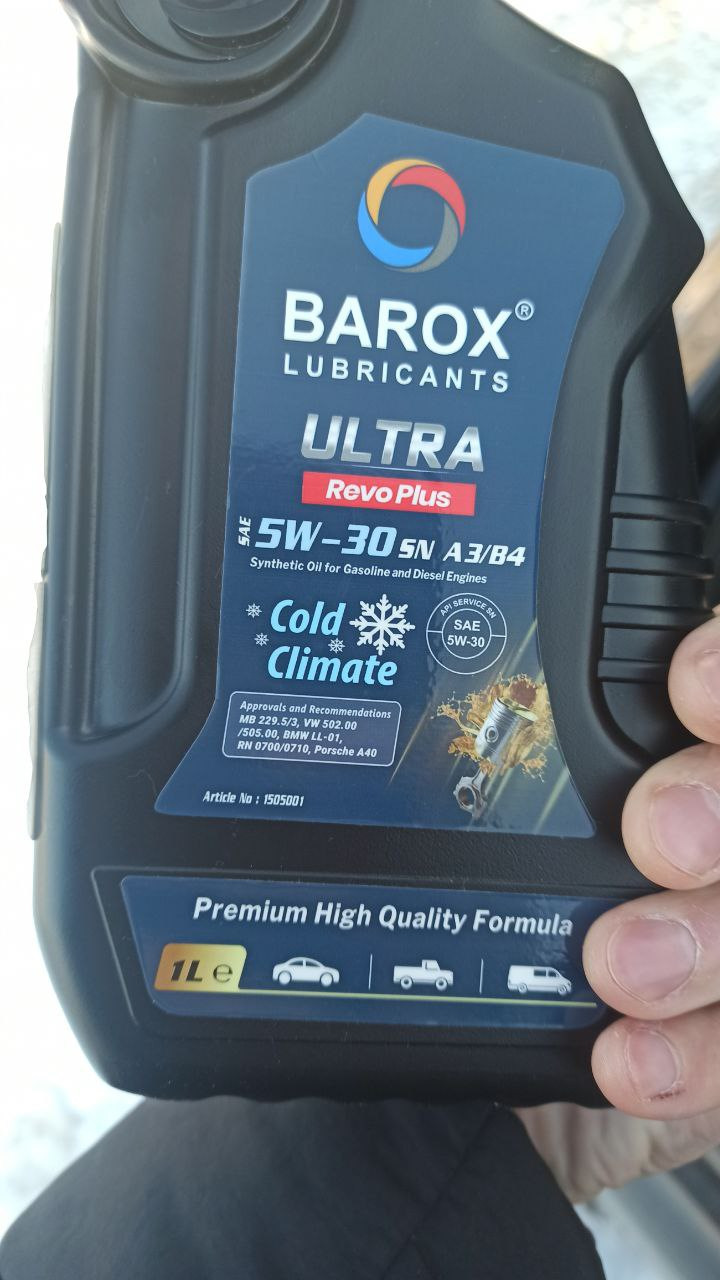 BAROX®
LUBRICANTS
ULTRA
Revo Plus
SAE 5W-30 SN A3/B4
Synthetic Oil for Gasoline and Diesel Engines
Cold
Climate
API SERVICE SN
SAE
5W-30
Approvals and Recommendations
MB 229.5/3, VW 502.00
/505.00, BMW LL-01,
RN 0700/0710, Porsche A40
Article No : 1505001
Premium High Quality Formula
1L e